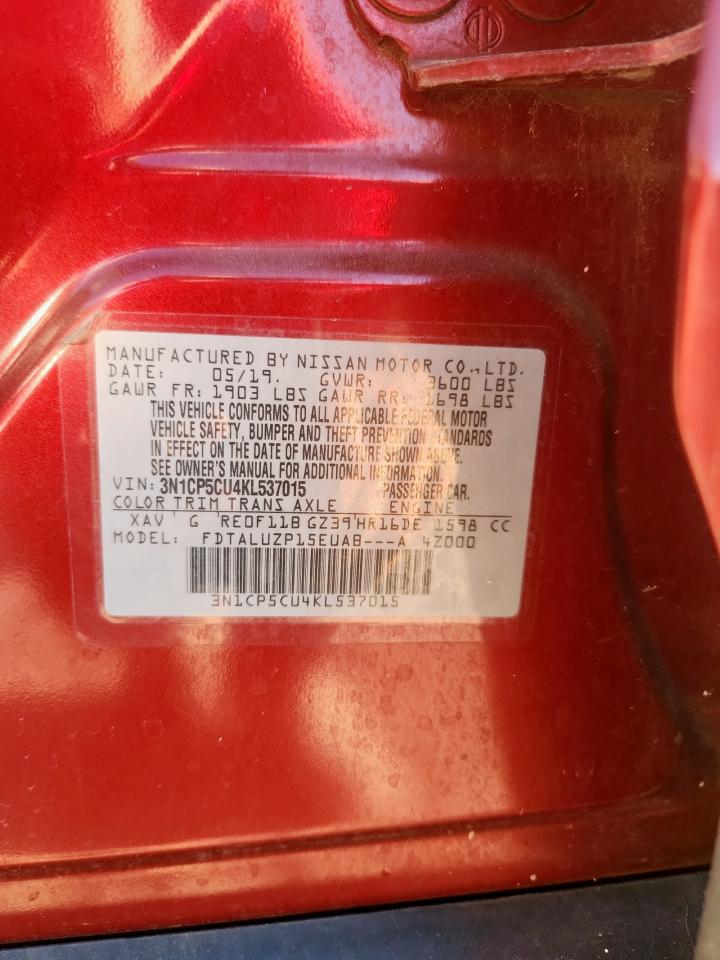 MANUFACTURED BY NISSAN MOTOR CO., LTD.
DATE: 05/19. GVWR: 3600 LBS
GAWR FR: 1903 LBS GAWR RR: 1698 LBS
THIS VEHICLE CONFORMS TO ALL APPLICABLE FEDERAL MOTOR
VEHICLE SAFETY, BUMPER AND THEFT PREVENTION STANDARDS
IN EFFECT ON THE DATE OF MANUFACTURE SHOWN ABOVE.
SEE OWNER'S MANUAL FOR ADDITIONAL INFORMATION.
VIN: 3N1CP5CU4KL537015 PASSENGER CAR.
COLOR TRIM TRANS AXLE ENGINE
XAV G RE0F11B GZ39 HR16DE 1598 CC
MODEL: FDTALUZP15EUAB---A 4Z000
3N1CP5CU4KL537015